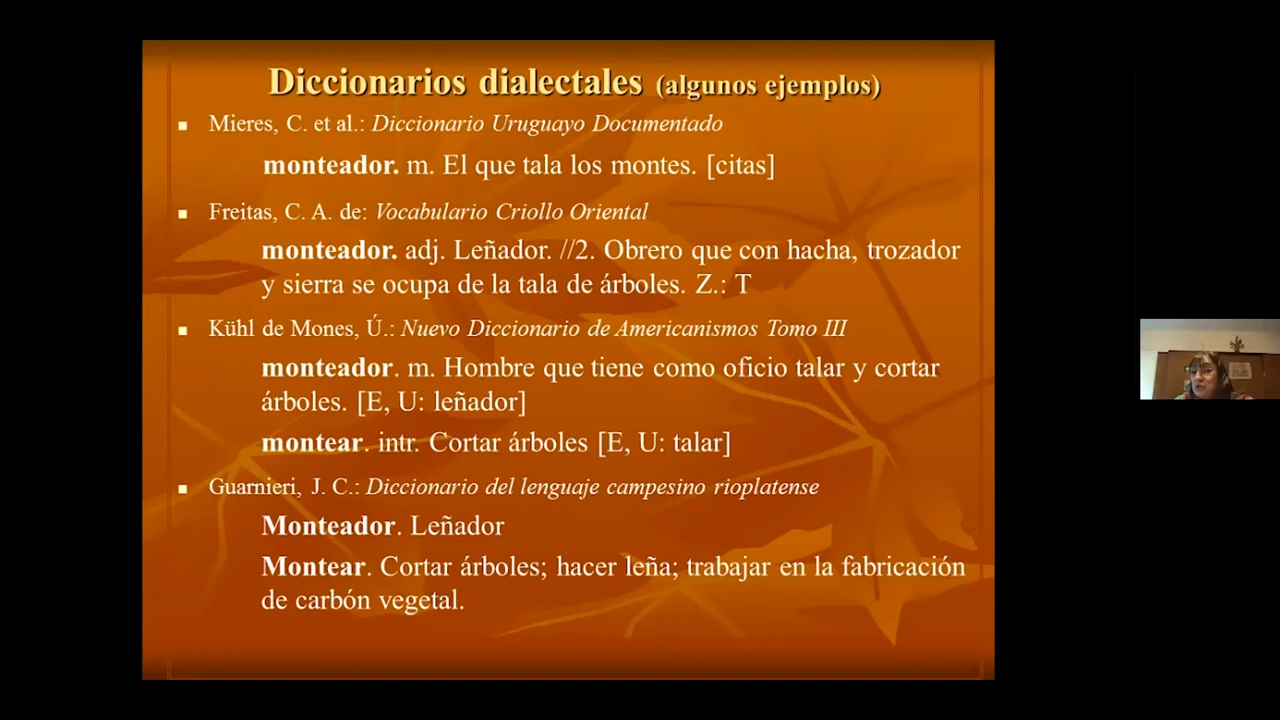 Diccionarios dialectales (algunos ejemplos)
Mieres, C. et al.: Diccionario Uruguayo Documentado
monteador. m. El que tala los montes. [citas]
Freitas, C. A. de: Vocabulario Criollo Oriental
monteador. adj. Leñador. //2. Obrero que con hacha, trozador
y sierra se ocupa de la tala de árboles. Z.: T
Kühl de Mones, Ú.: Nuevo Diccionario de Americanismos Tomo III
monteador. m. Hombre que tiene como oficio talar y cortar
árboles. [E, U: leñador]
montear. intr. Cortar árboles [E, U: talar]
Guarnieri, J. C.: Diccionario del lenguaje campesino rioplatense
Monteador. Leñador
Montear. Cortar árboles; hacer leña; trabajar en la fabricación
de carbón vegetal.